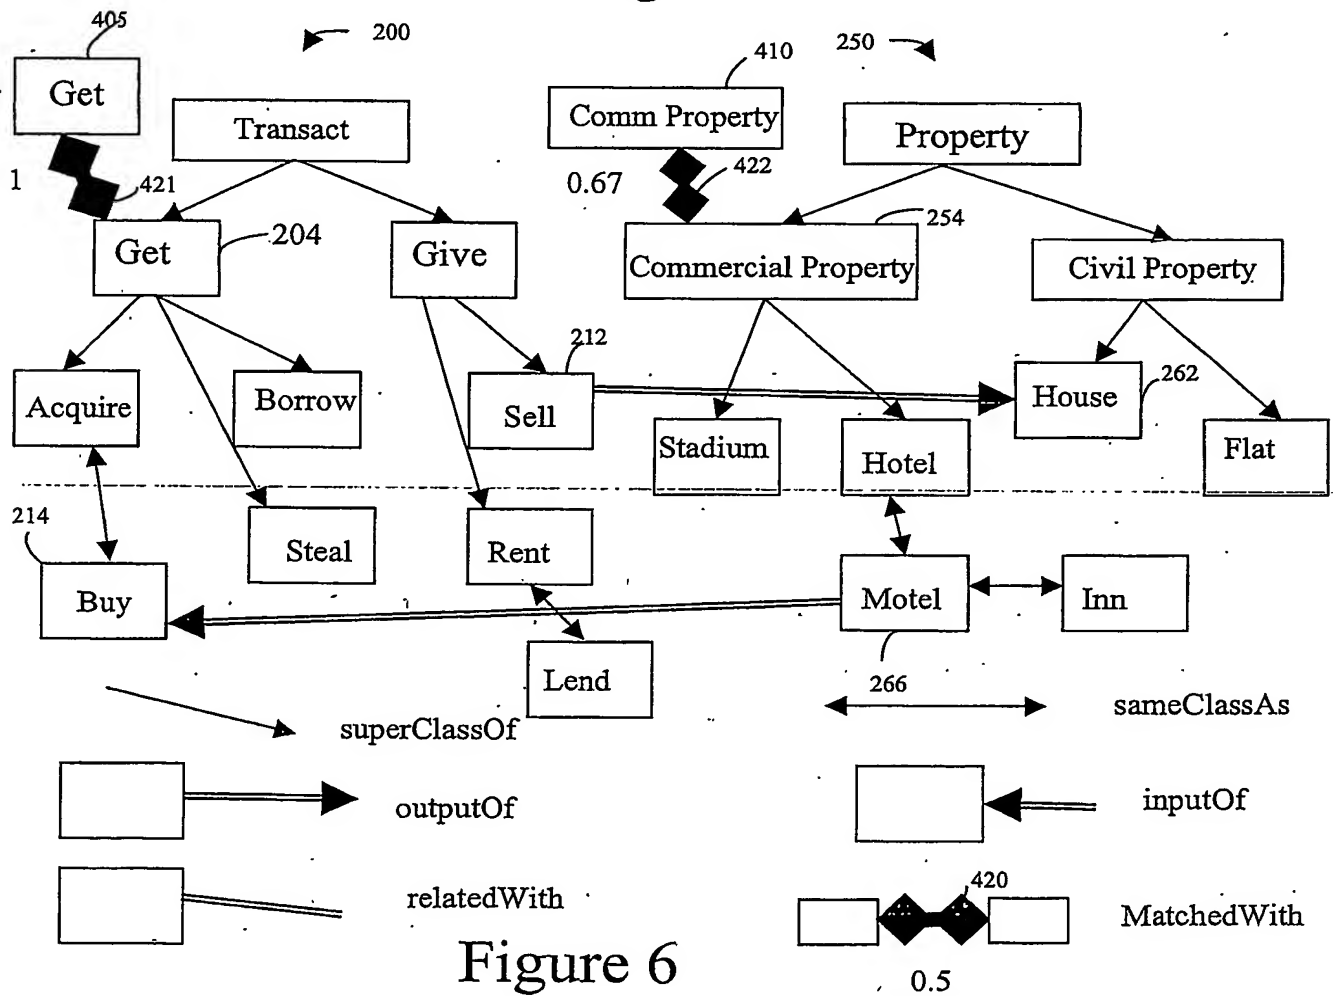 405
200
250
410
Get
Transact
Comm Property
Property
1
421
0.67
422
254
Get
204
Give
Commercial Property
Civil Property
212
262
Acquire
Borrow
Sell
House
Stadium
Hotel
Flat
214
Steal
Rent
Buy
Motel
Inn
Lend
266
superClassOf
sameClassAs
outputOf
inputOf
relatedWith
420
MatchedWith
Figure 6
0.5